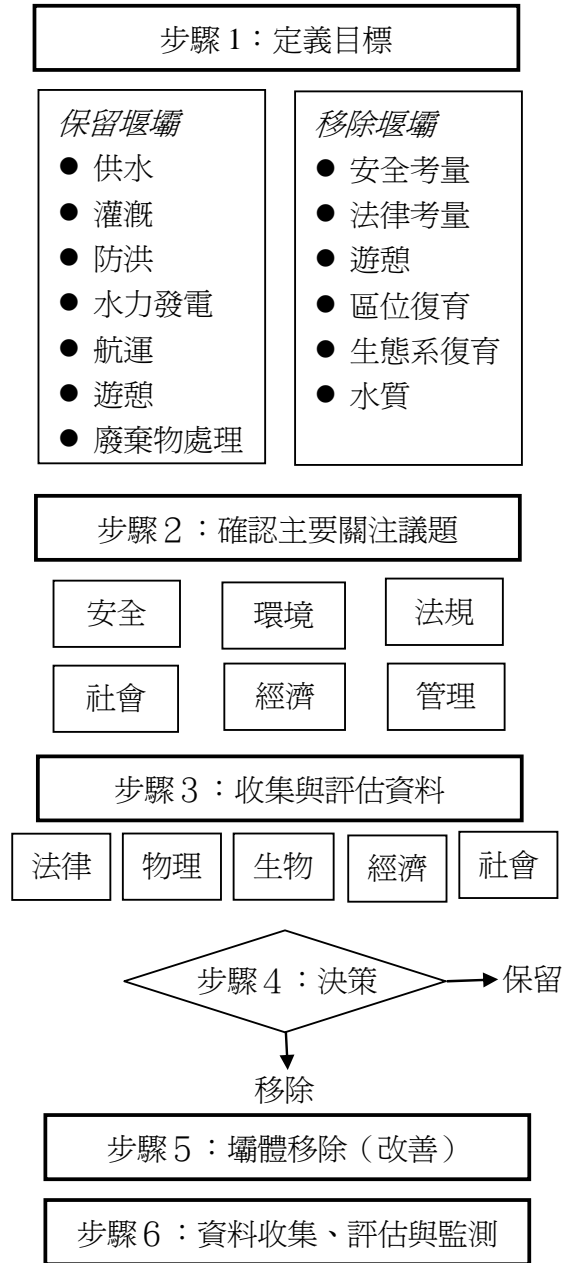 步驟 1：定義目標
保留堰壩
● 供水
● 灌溉
● 防洪
● 水力發電
● 航運
● 遊憩
● 廢棄物處理
移除堰壩
● 安全考量
● 法律考量
● 遊憩
● 區位復育
● 生態系復育
● 水質
步驟２：確認主要關注議題
安全 環境 法規
社會 經濟 管理
步驟３：收集與評估資料
法律 物理 生物 經濟 社會
步驟４：決策 保留
移除
步驟５：壩體移除（改善）
步驟６：資料收集、評估與監測